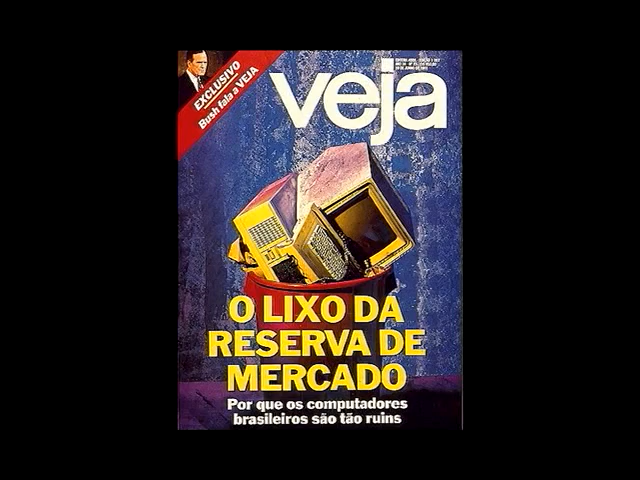 EXCLUSIVO
Bush fala a VEJA
veja
O LIXO DA
RESERVA DE
MERCADO
Por que os computadores
brasileiros são tão ruins